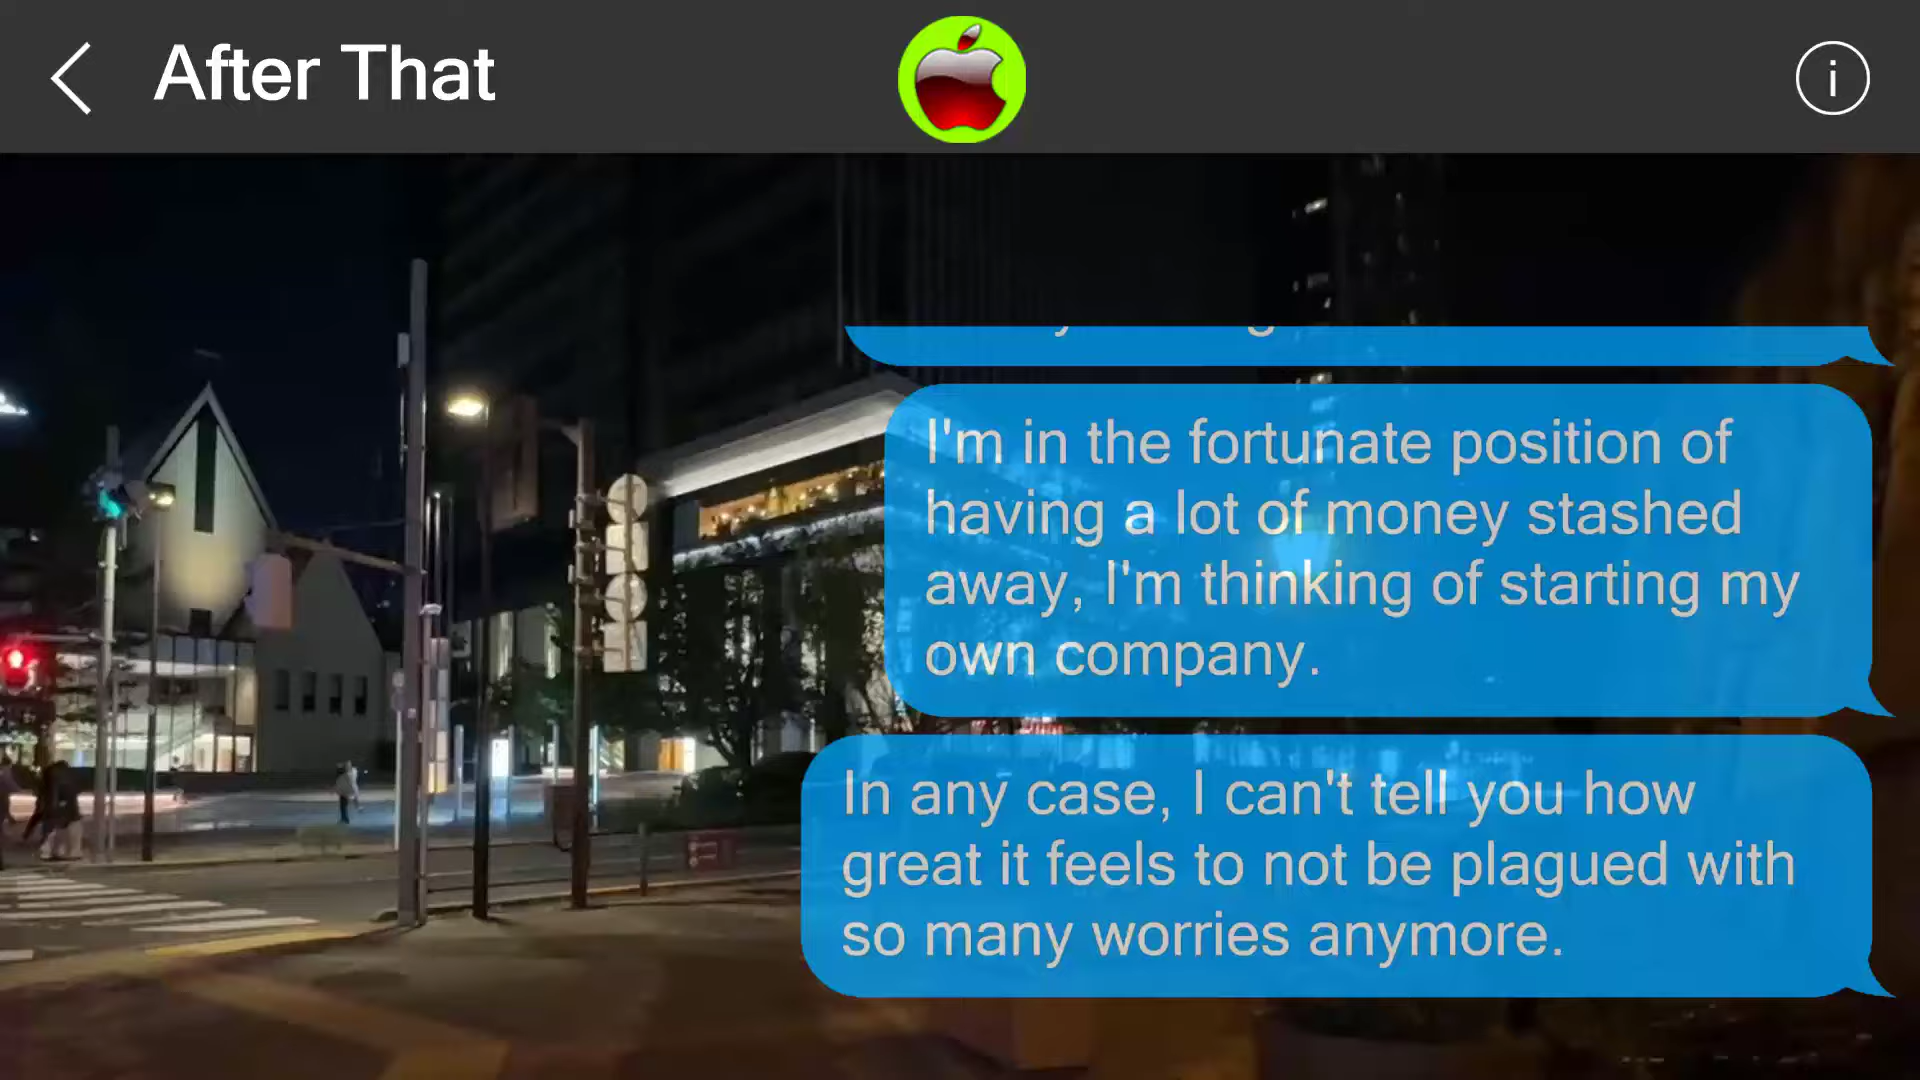 After That
I'm in the fortunate position of
having a lot of money stashed
away, I'm thinking of starting my
own company.
In any case, I can't tell you how
great it feels to not be plagued with
so many worries anymore.